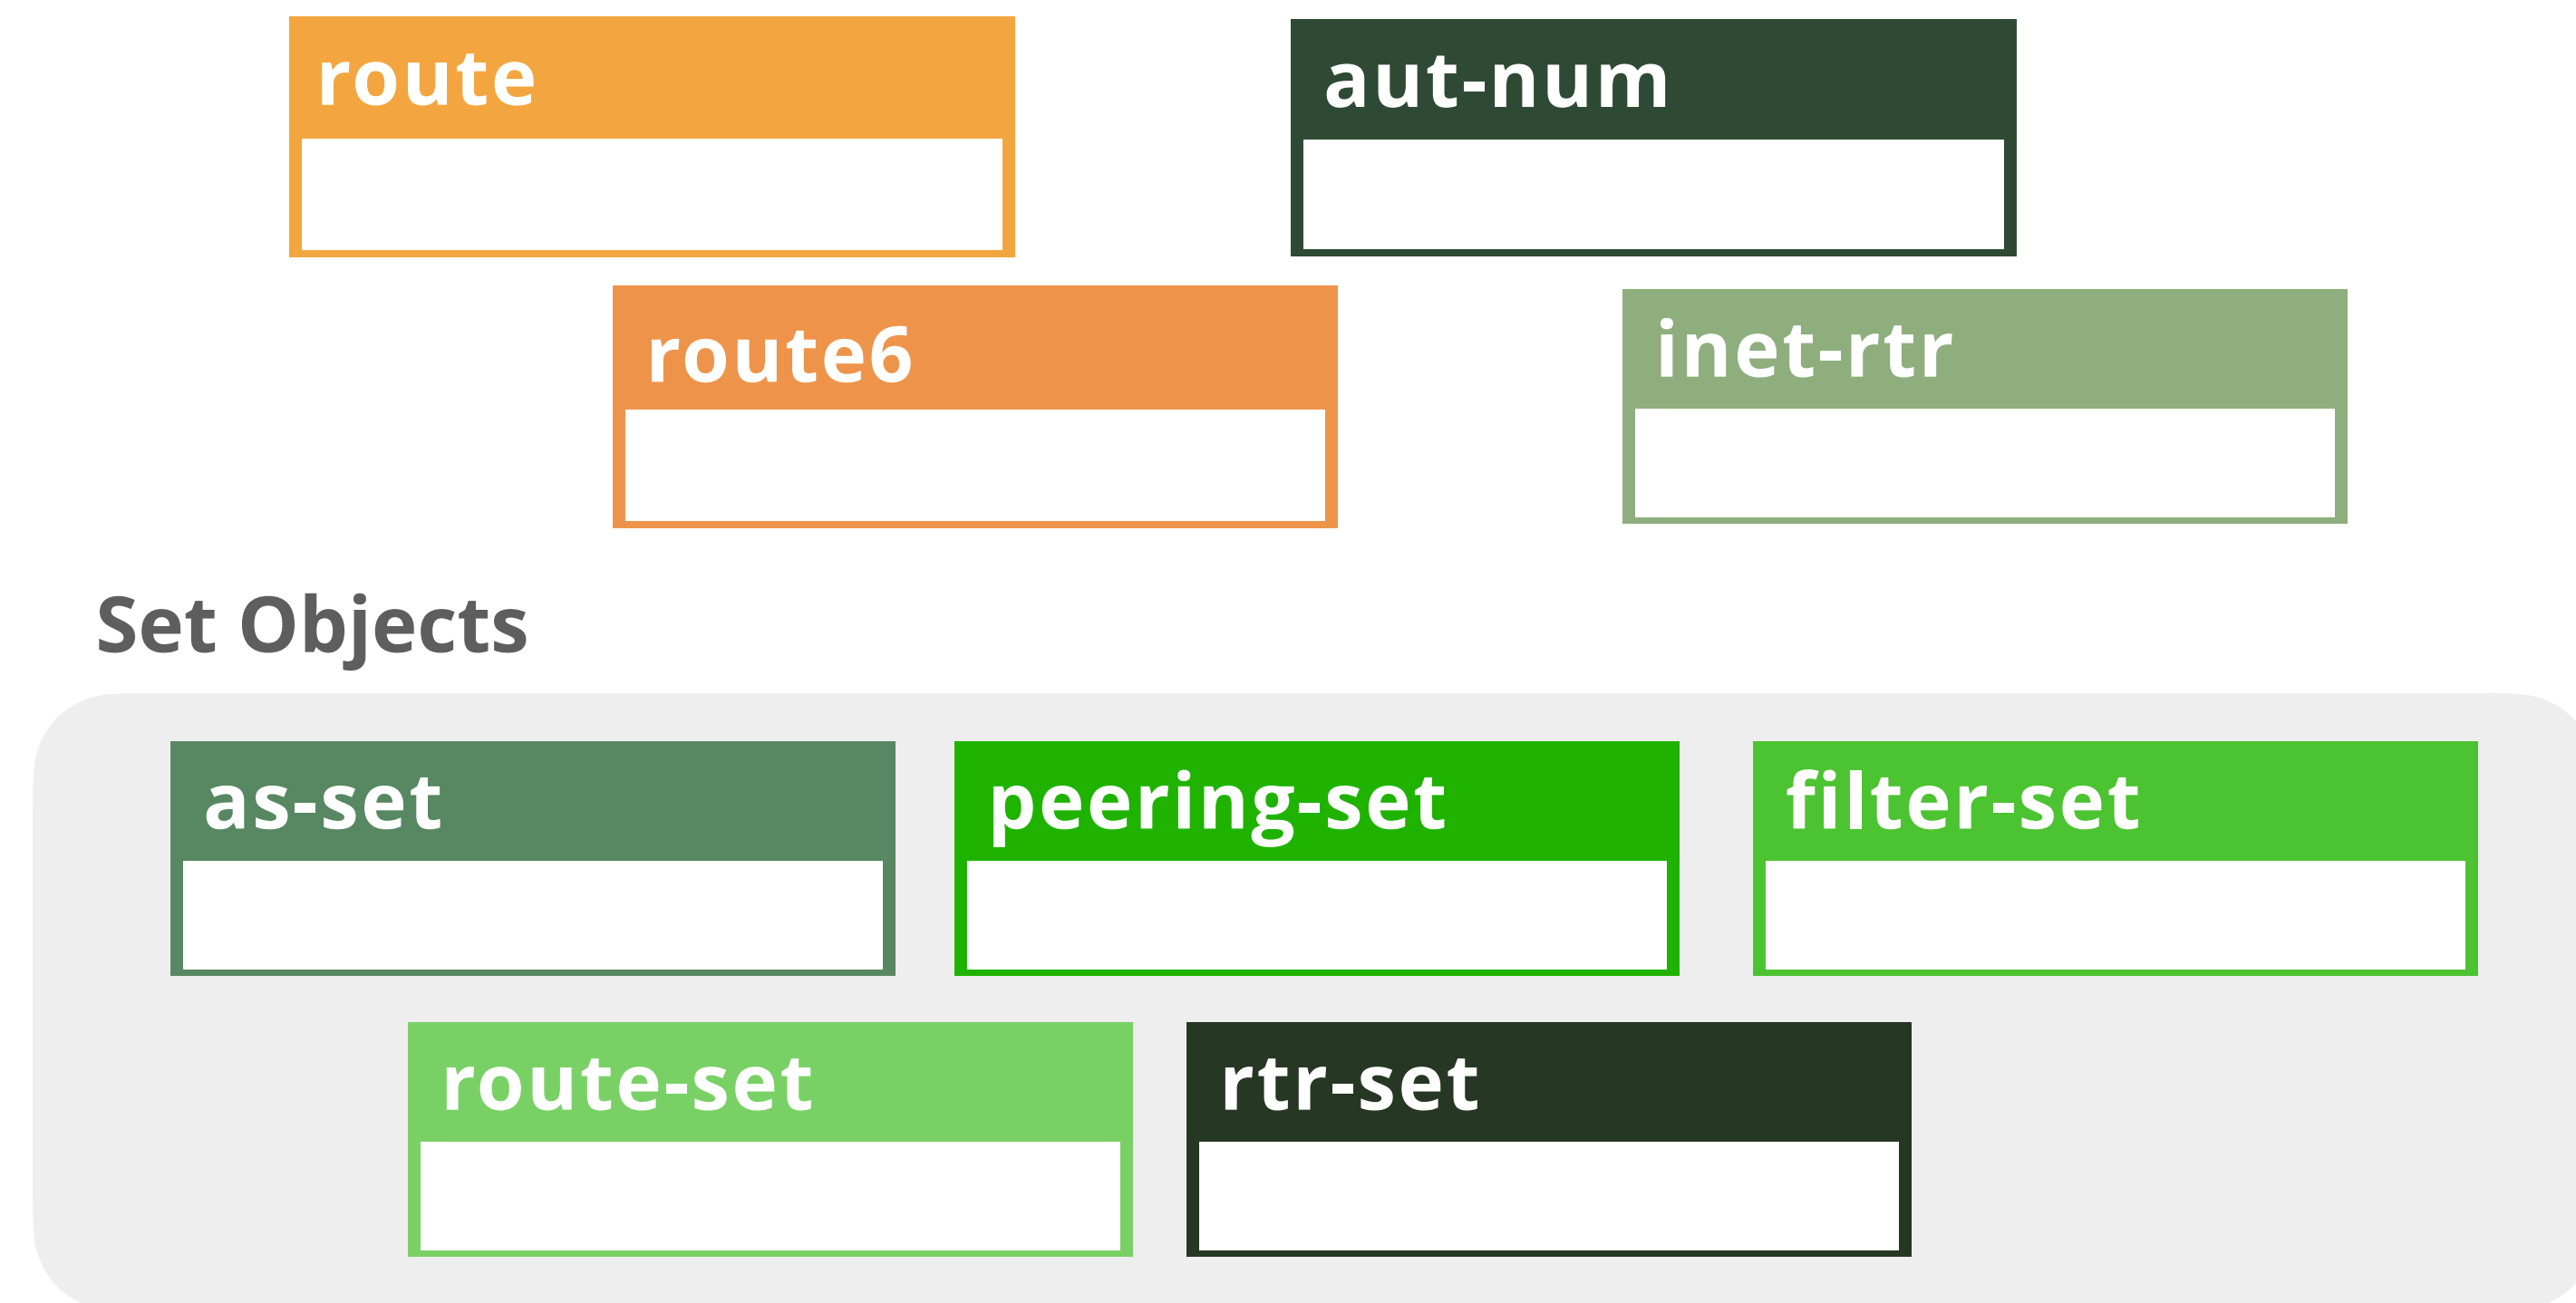 route
aut-num
route6
inet-rtr
Set Objects
as-set
peering-set
filter-set
route-set
rtr-set